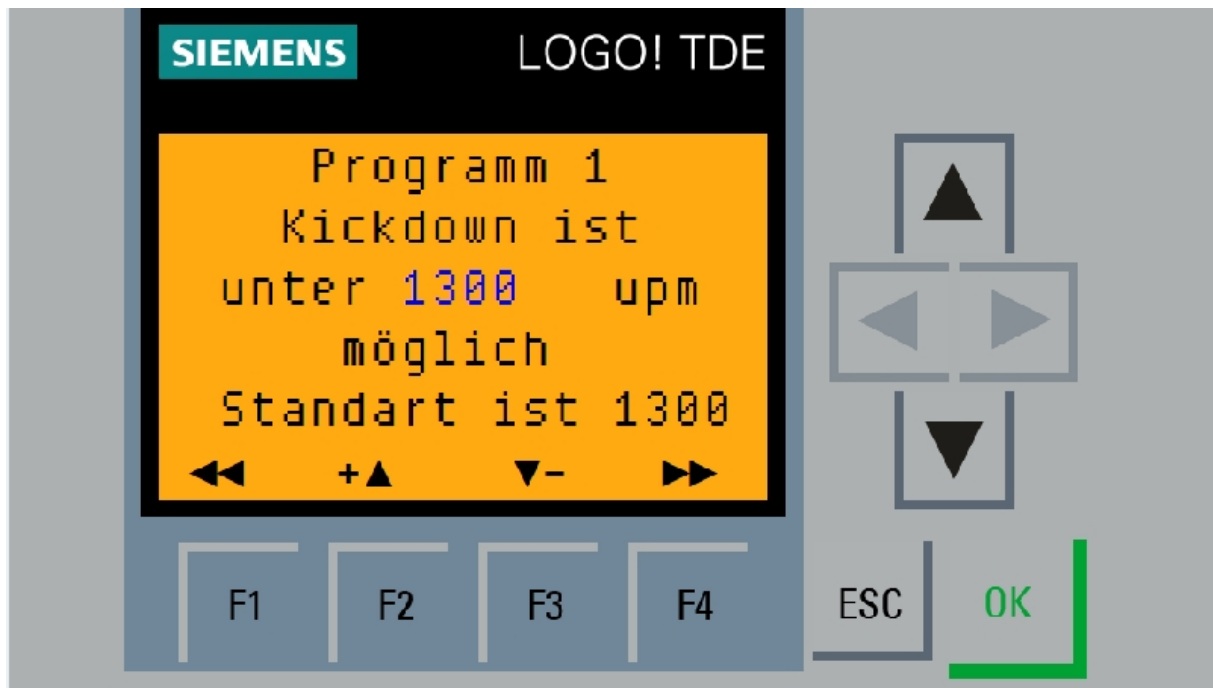 SIEMENS LOGO! TDE
Programm 1
Kickdown ist
unter 1300 upm
möglich
Standart ist 1300
◀◀ +▲ ▼- ▶▶
F1 F2 F3 F4 ESC OK